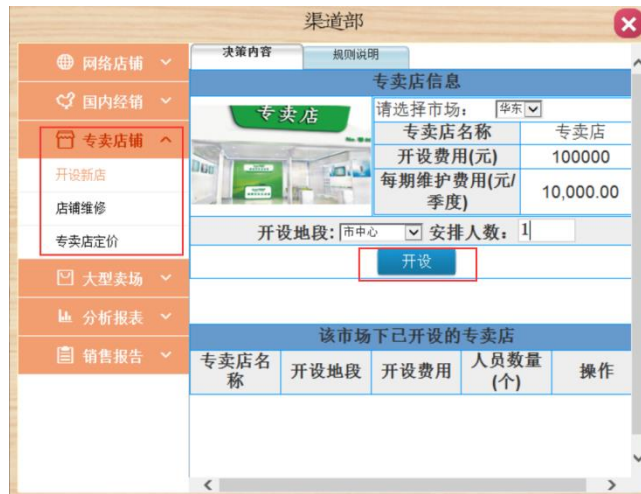 渠道部
网络店铺
国内经销
专卖店铺
开设新店
店铺维修
专卖店定价
大型卖场
分析报表
销售报告
决策内容
规则说明
专卖店信息
专卖店
请选择市场： 华东
专卖店名称 专卖店
开设费用(元) 100000
每期维护费用(元/
季度) 10,000.00
开设地段: 市中心 安排人数: 1
开设
该市场下已开设的专卖店
专卖店名
称 开设地段 开设费用 人员数量
(个) 操作